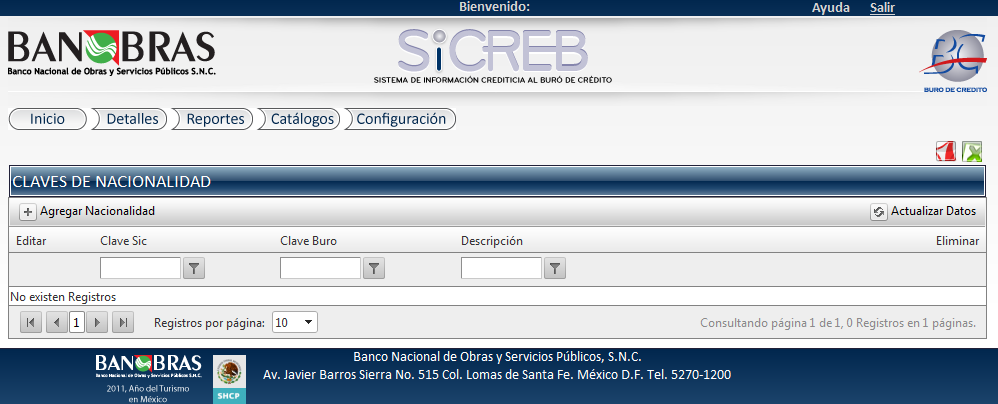 Bienvenido:
Ayuda Salir
BANOBRAS
Banco Nacional de Obras y Servicios Públicos S.N.C.
SiCREB
SISTEMA DE INFORMACIÓN CREDITICIA AL BURÓ DE CRÉDITO
BC
BURO DE CREDITO
Inicio Detalles Reportes Catálogos Configuración
CLAVES DE NACIONALIDAD
Agregar Nacionalidad Actualizar Datos
Editar Clave Sic Clave Buro Descripción Eliminar
No existen Registros
1 Registros por página: 10 Consultando página 1 de 1, 0 Registros en 1 páginas.
BANOBRAS
Banco Nacional de Obras y Servicios Públicos S.N.C.
2011, Año del Turismo
en México
SHCP
Banco Nacional de Obras y Servicios Públicos, S.N.C.
Av. Javier Barros Sierra No. 515 Col. Lomas de Santa Fe. México D.F. Tel. 5270-1200